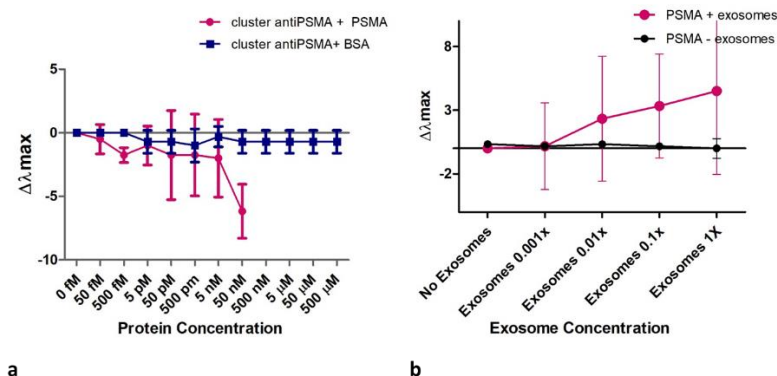 cluster antiPSMA + PSMA
cluster antiPSMA+ BSA
5
0
-5
-10
Δλmax
0 fM
50 fM
500 fM
5 pM
50 pM
500 pm
5 nM
50 nM
500 nM
5 μM
50 μM
500 μM
Protein Concentration
a
PSMA + exosomes
PSMA - exosomes
8
3
-2
Δλmax
No Exosomes
Exosomes 0.001x
Exosomes 0.01x
Exosomes 0.1x
Exosomes 1X
Exosome Concentration
b